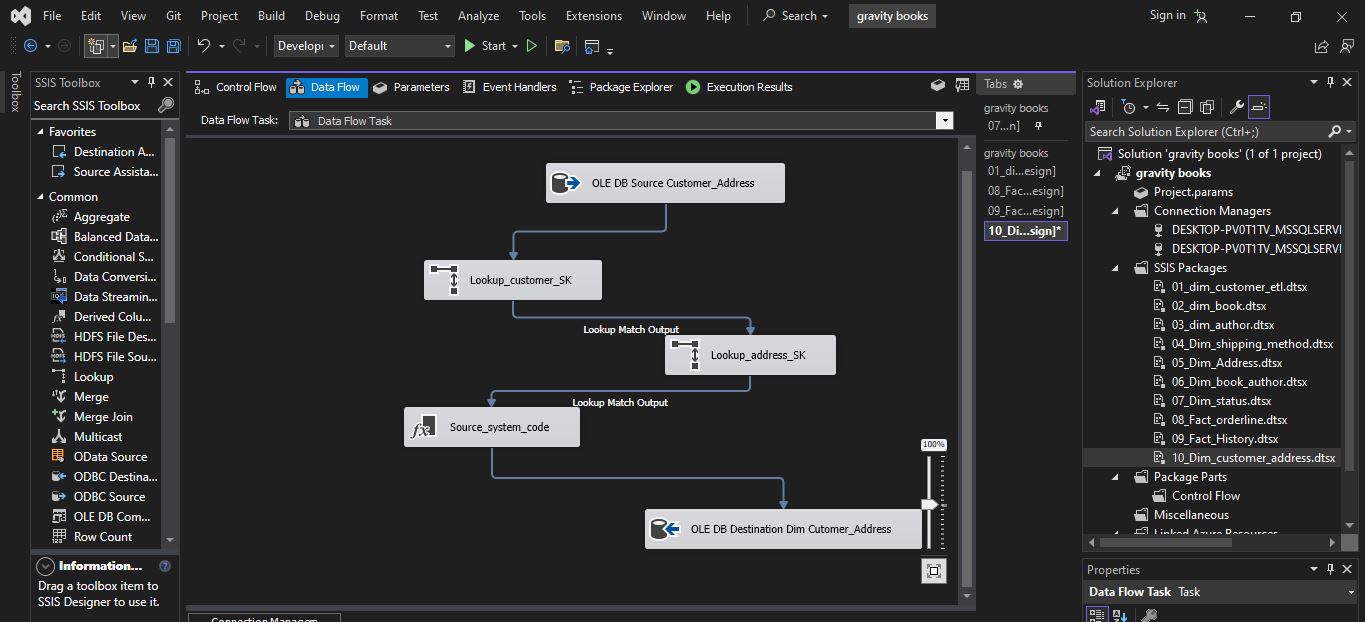 File Edit View Git Project Build Debug Format Test Analyze Tools Extensions Window Help Search gravity books Sign in
Developi Default Start
Toolbox
SSIS Toolbox
Search SSIS Toolbox
Favorites
Destination A...
Source Assista...
Common
Aggregate
Balanced Data...
Conditional S...
Data Conversi...
Data Streamin...
Derived Colu...
HDFS File Des...
HDFS File Sou...
Lookup
Merge
Merge Join
Multicast
OData Source
ODBC Destina...
ODBC Source
OLE DB Com...
Row Count
Information...
Drag a toolbox item to
SSIS Designer to use it.
Control Flow Data Flow Parameters Event Handlers Package Explorer Execution Results
Data Flow Task: Data Flow Task
OLE DB Source Customer_Address
Lookup_customer_SK
Lookup Match Output
Lookup_address_SK
Lookup Match Output
Source_system_code
OLE DB Destination Dim Cutomer_Address
100%
Connection Managers
Tabs
gravity books
07...n]
gravity books
01_di...esign]
08_Fac...esign]
09_Fac...esign]
10_Di...sign]*
Solution Explorer
Search Solution Explorer (Ctrl+;)
Solution 'gravity books' (1 of 1 project)
gravity books
Project.params
Connection Managers
DESKTOP-PV0T1TV_MSSQLSERVI
DESKTOP-PV0T1TV_MSSQLSERVI
SSIS Packages
01_dim_customer_etl.dtsx
02_dim_book.dtsx
03_dim_author.dtsx
04_Dim_shipping_method.dtsx
05_Dim_Address.dtsx
06_Dim_book_author.dtsx
07_Dim_status.dtsx
08_Fact_orderline.dtsx
09_Fact_History.dtsx
10_Dim_customer_address.dtsx
Package Parts
Control Flow
Miscellaneous
Linked Azure Resources
Properties
Data Flow Task Task